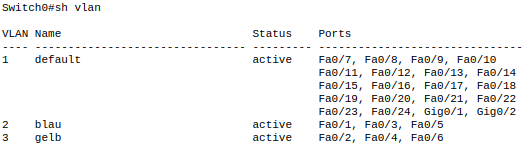 Switch0#sh vlan
VLAN Name                             Status    Ports
---- -------------------------------- --------- -------------------------------
1    default                          active    Fa0/7, Fa0/8, Fa0/9, Fa0/10
                                                Fa0/11, Fa0/12, Fa0/13, Fa0/14
                                                Fa0/15, Fa0/16, Fa0/17, Fa0/18
                                                Fa0/19, Fa0/20, Fa0/21, Fa0/22
                                                Fa0/23, Fa0/24, Gig0/1, Gig0/2
2    blau                             active    Fa0/1, Fa0/3, Fa0/5
3    gelb                             active    Fa0/2, Fa0/4, Fa0/6